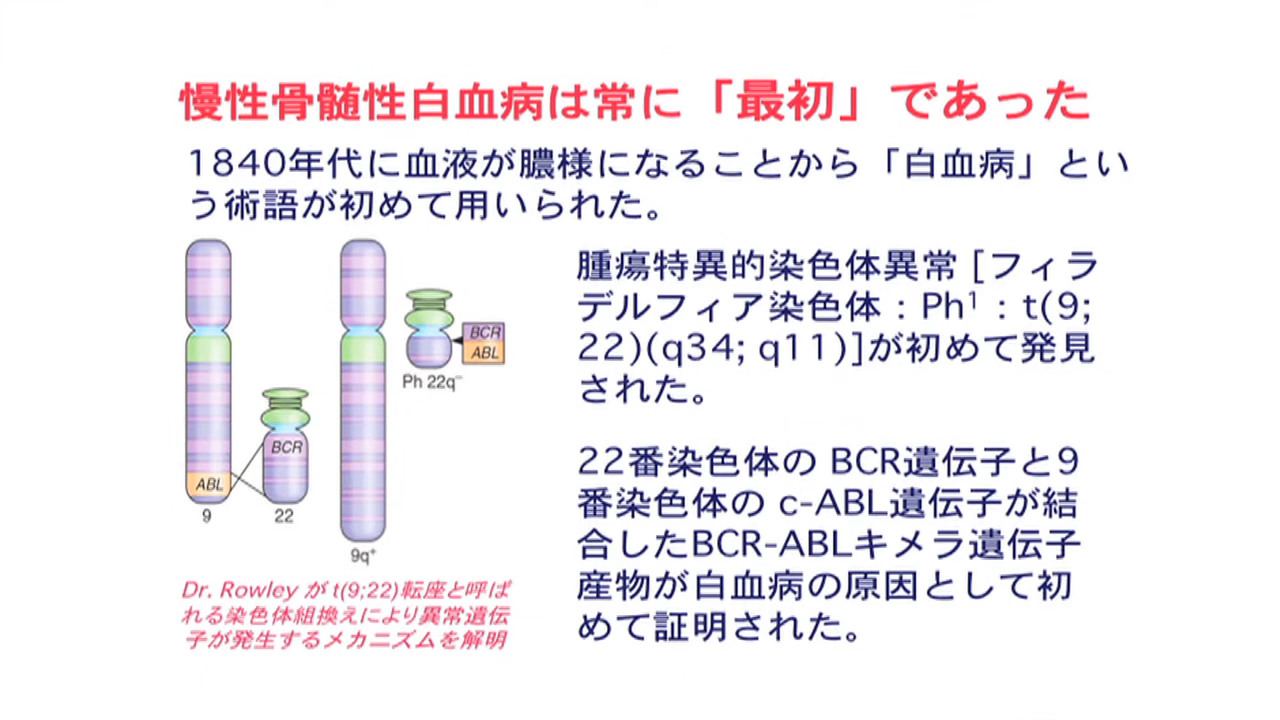 慢性骨髄性白血病は常に「最初」であった
1840年代に血液が膿様になることから「白血病」とい
う術語が初めて用いられた。
腫瘍特異的染色体異常 [フィラ
デルフィア染色体：Ph¹：t(9;
22)(q34; q11)]が初めて発見
された。
22番染色体の BCR遺伝子と9
番染色体の c-ABL遺伝子が結
合したBCR-ABLキメラ遺伝子
産物が白血病の原因として初
めて証明された。
BCR
ABL
Ph 22q⁻
BCR
ABL
9
22
9q⁺
Dr. Rowley が t(9;22)転座と呼ば
れる染色体組換えにより異常遺伝
子が発生するメカニズムを解明